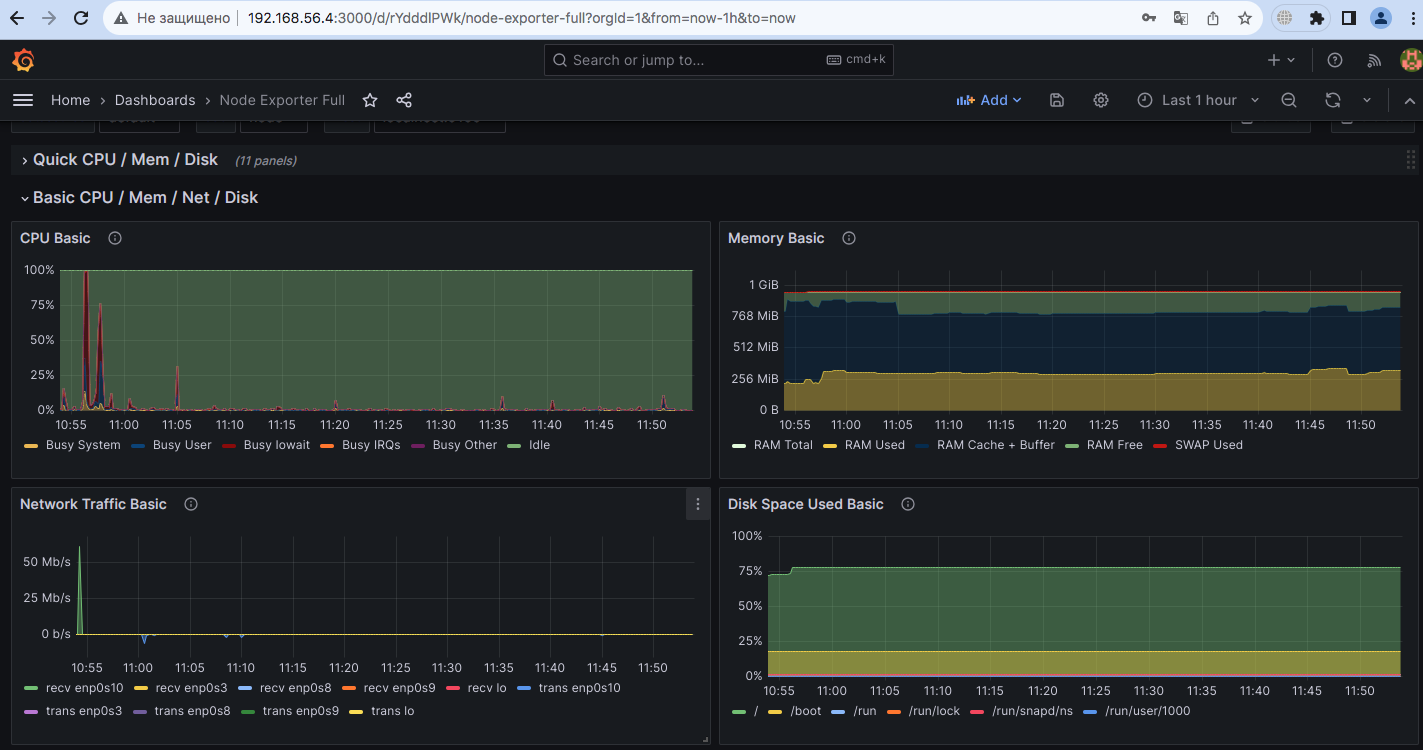 Не защищено 192.168.56.4:3000/d/rYdddlPWk/node-exporter-full?orgId=1&from=now-1h&to=now
Search or jump to... cmd+k
Home › Dashboards › Node Exporter Full Add Last 1 hour
Quick CPU / Mem / Disk (11 panels)
Basic CPU / Mem / Net / Disk
CPU Basic
100%
75%
50%
25%
0%
10:55 11:00 11:05 11:10 11:15 11:20 11:25 11:30 11:35 11:40 11:45 11:50
Busy System Busy User Busy Iowait Busy IRQs Busy Other Idle
Memory Basic
1 GiB
768 MiB
512 MiB
256 MiB
0 B
10:55 11:00 11:05 11:10 11:15 11:20 11:25 11:30 11:35 11:40 11:45 11:50
RAM Total RAM Used RAM Cache + Buffer RAM Free SWAP Used
Network Traffic Basic
50 Mb/s
25 Mb/s
0 b/s
10:55 11:00 11:05 11:10 11:15 11:20 11:25 11:30 11:35 11:40 11:45 11:50
recv enp0s10 recv enp0s3 recv enp0s8 recv enp0s9 recv lo trans enp0s10
trans enp0s3 trans enp0s8 trans enp0s9 trans lo
Disk Space Used Basic
100%
75%
50%
25%
0%
10:55 11:00 11:05 11:10 11:15 11:20 11:25 11:30 11:35 11:40 11:45 11:50
/ /boot /run /run/lock /run/snapd/ns /run/user/1000